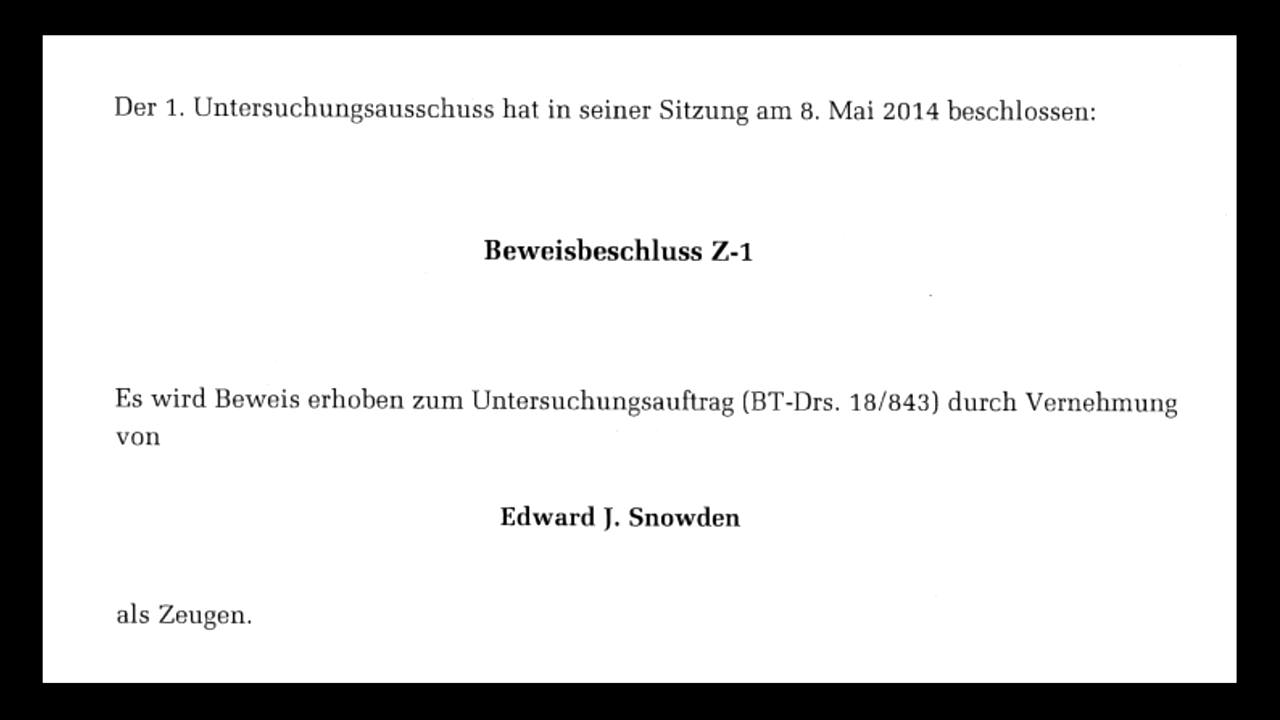 Der 1. Untersuchungsausschuss hat in seiner Sitzung am 8. Mai 2014 beschlossen:
Beweisbeschluss Z-1
Es wird Beweis erhoben zum Untersuchungsauftrag (BT-Drs. 18/843) durch Vernehmung
von
Edward J. Snowden
als Zeugen.